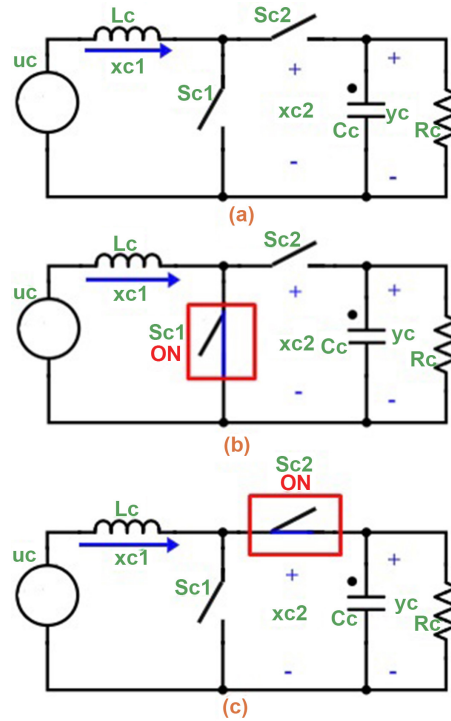 Lc
Sc2
uc
xc1
+
+
Sc1
xc2
yc
Cc
Rc
-
-
(a)
Lc
Sc2
uc
xc1
+
+
Sc1
ON
xc2
Cc
yc
Rc
-
-
(b)
Sc2
ON
Lc
uc
xc1
+
+
Sc1
xc2
Cc
yc
Rc
-
-
(c)